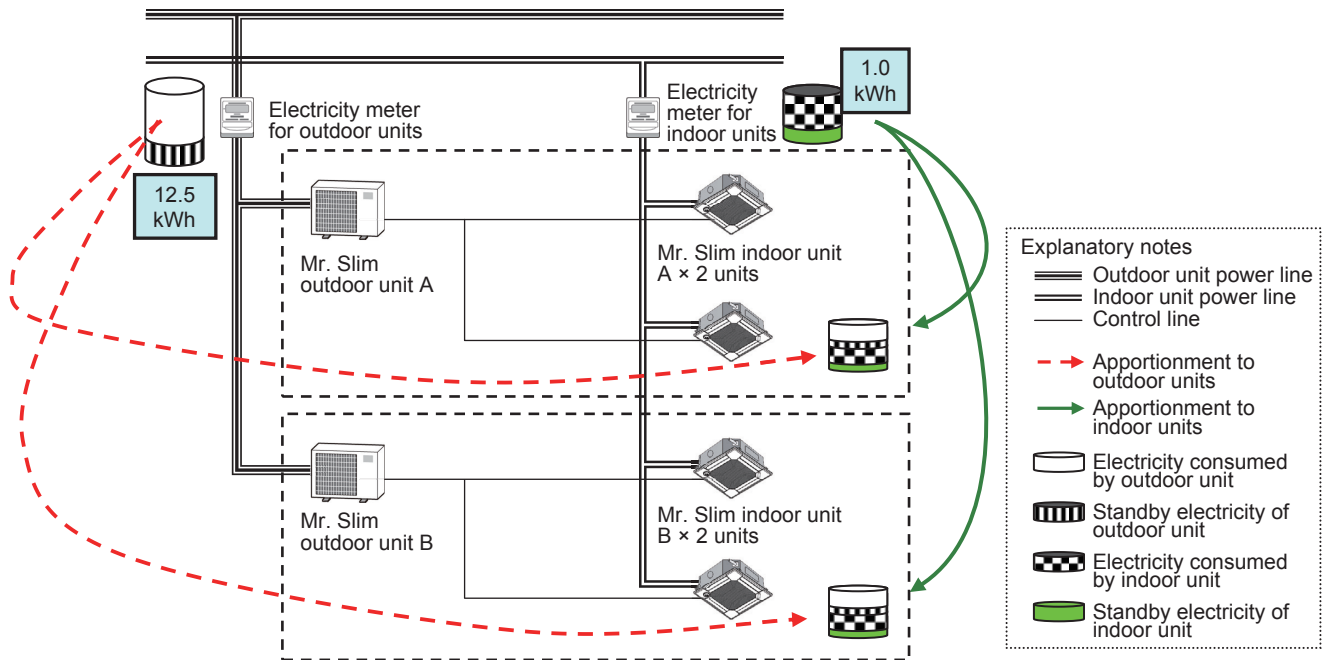 1.0
kWh
Electricity meter
for outdoor units
Electricity
meter for
indoor units
12.5
kWh
Mr. Slim
outdoor unit A
Mr. Slim indoor unit
A × 2 units
Mr. Slim
outdoor unit B
Mr. Slim indoor unit
B × 2 units
Explanatory notes
Outdoor unit power line
Indoor unit power line
Control line
Apportionment to
outdoor units
Apportionment to
indoor units
Electricity consumed
by outdoor unit
Standby electricity of
outdoor unit
Electricity consumed
by indoor unit
Standby electricity of
indoor unit